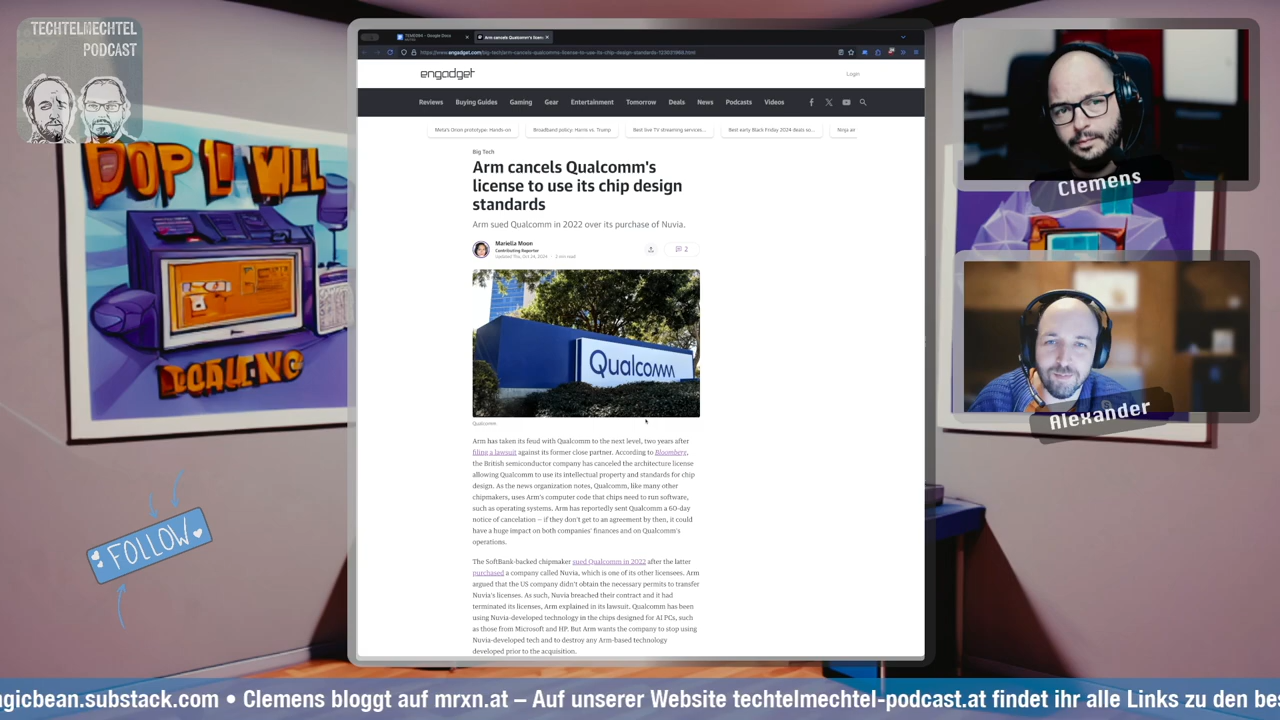 TECHTELMECHTEL
PODCAST
Arm cancels Qualcomm's licens
engadget
Login
Reviews Buying Guides Gaming Gear Entertainment Tomorrow Deals News Podcasts Videos
Meta's Orion prototype: Hands-on
Broadband policy: Harris vs. Trump
Best live TV streaming services...
Best early Black Friday 2024 deals so...
Ninja air
Big Tech
Arm cancels Qualcomm's
license to use its chip design
standards
Arm sued Qualcomm in 2022 over its purchase of Nuvia.
Mariella Moon
Contributing Reporter
Updated Thu, Oct 24, 2024 · 2 min read
2
Qualcomm
Qualcomm
Arm has taken its feud with Qualcomm to the next level, two years after
filing a lawsuit against its former close partner. According to Bloomberg,
the British semiconductor company has canceled the architecture license
allowing Qualcomm to use its intellectual property and standards for chip
design. As the news organization notes, Qualcomm, like many other
chipmakers, uses Arm's computer code that chips need to run software,
such as operating systems. Arm has reportedly sent Qualcomm a 60-day
notice of cancelation — if they don't get to an agreement by then, it could
have a huge impact on both companies' finances and on Qualcomm's
operations.
The SoftBank-backed chipmaker sued Qualcomm in 2022 after the latter
purchased a company called Nuvia, which is one of its other licensees. Arm
argued that the US company didn't obtain the necessary permits to transfer
Nuvia's licenses. As such, Nuvia breached their contract and it had
terminated its licenses, Arm explained in its lawsuit. Qualcomm has been
using Nuvia-developed technology in the chips designed for AI PCs, such
as those from Microsoft and HP. But Arm wants the company to stop using
Nuvia-developed tech and to destroy any Arm-based technology
developed prior to the acquisition.
Clemens
Alexander
FOLLOW
agicbean.substack.com • Clemens bloggt auf mrxn.at – Auf unserer Website techtelmechtel-podcast.at findet ihr alle Links zu den bes